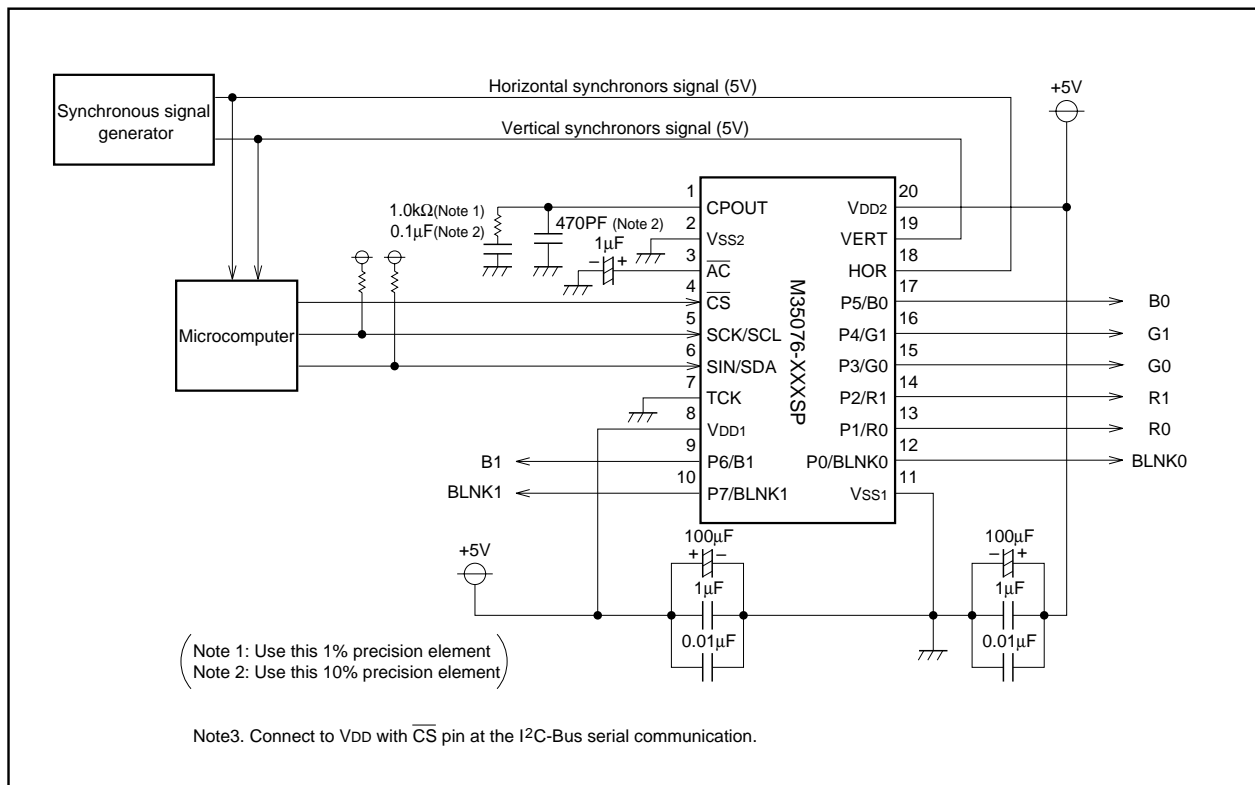 Horizontal synchronors signal (5V)
+5V
Synchronous signal
generator
Vertical synchronors signal (5V)
1
20
1.0kΩ(Note 1)
CPOUT
VDD2
0.1μF(Note 2)
470PF (Note 2)
2
19
VSS2
VERT
1μF
– +
3
18
AC
HOR
4
17
CS
P5/B0
B0
Microcomputer
5
16
SCK/SCL
P4/G1
G1
6
15
SIN/SDA
P3/G0
G0
7
14
TCK
P2/R1
R1
8
13
VDD1
P1/R0
R0
9
12
B1
P6/B1
P0/BLNK0
BLNK0
10
11
BLNK1
P7/BLNK1
VSS1
M35076-XXXSP
+5V
100μF
+ –
1μF
0.01μF
100μF
– +
1μF
0.01μF
Note 1: Use this 1% precision element
Note 2: Use this 10% precision element
Note3. Connect to VDD with CS pin at the I2C-Bus serial communication.